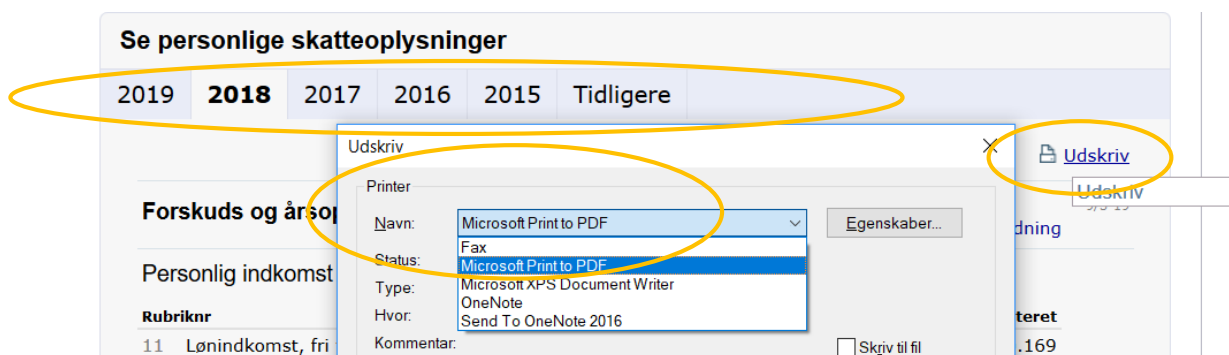 Se personlige skatteoplysninger
2019 2018 2017 2016 2015 Tidligere
Udskriv
Udskriv
Udskriv
Printer
Forskuds og årsop
Navn: Microsoft Print to PDF Egenskaber...
dning
Fax
Status: Microsoft Print to PDF
Personlig indkomst
Type: Microsoft XPS Document Writer
OneNote
Rubriknr Hvor: Send To OneNote 2016 teret
11 Lønindkomst, fri Kommentar: Skriv til fil .169